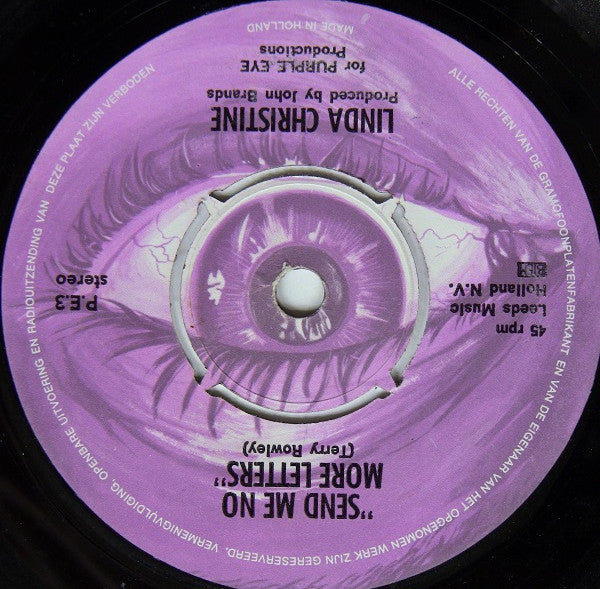 "SEND ME NO
MORE LETTERS"
(Terry Rowley)
45 rpm
Leeds Music
Holland N.V.
P.E.3
stereo
LINDA CHRISTINE
Produced by John Brands
for PURPLE EYE
Productions
ALLE RECHTEN VAN DE GRAMOFOONPLATENFABRIKANT EN VAN DE EIGENAAR VAN HET OPGENOMEN WERK ZIJN GERESERVEERD. VERMENIGVULDIGING, OPENBARE UITVOERING EN RADIOUITZENDING VAN DEZE PLAAT ZIJN VERBODEN
MADE IN HOLLAND